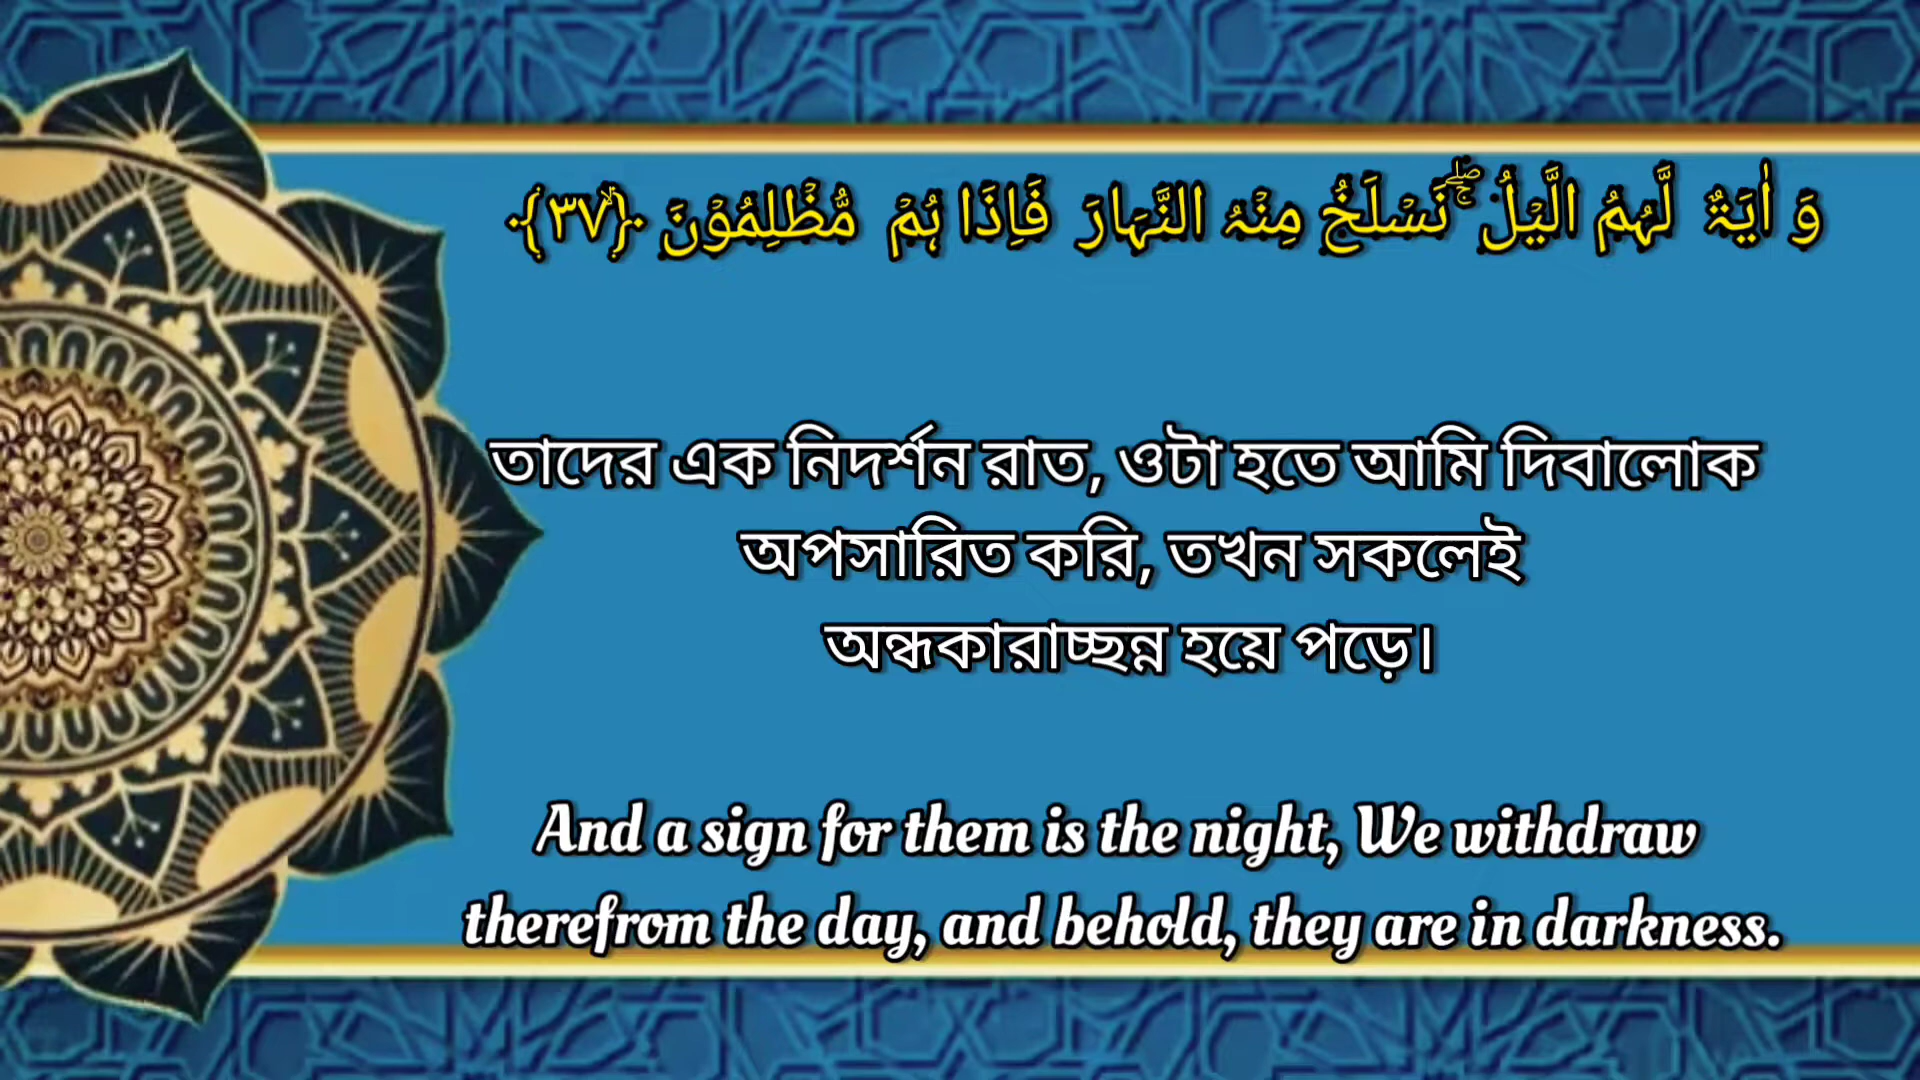 وَ اٰیَۃٌ لَّہُمُ الَّیۡلُ ۚۖ نَسۡلَخُ مِنۡہُ النَّہَارَ فَاِذَا ہُمۡ مُّظۡلِمُوۡنَ ﴿ۙ۳۷﴾
তাদের এক নিদর্শন রাত, ওটা হতে আমি দিবালোক
অপসারিত করি, তখন সকলেই
অন্ধকারাচ্ছন্ন হয়ে পড়ে।
And a sign for them is the night, We withdraw
therefrom the day, and behold, they are in darkness.